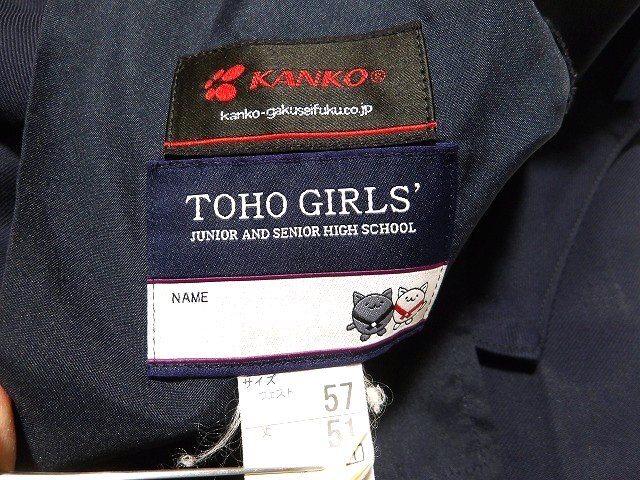 KANKO®
kanko-gakuseifuku.co.jp
TOHO GIRLS'
JUNIOR AND SENIOR HIGH SCHOOL
NAME
サイズ
ウエスト 57
丈 51